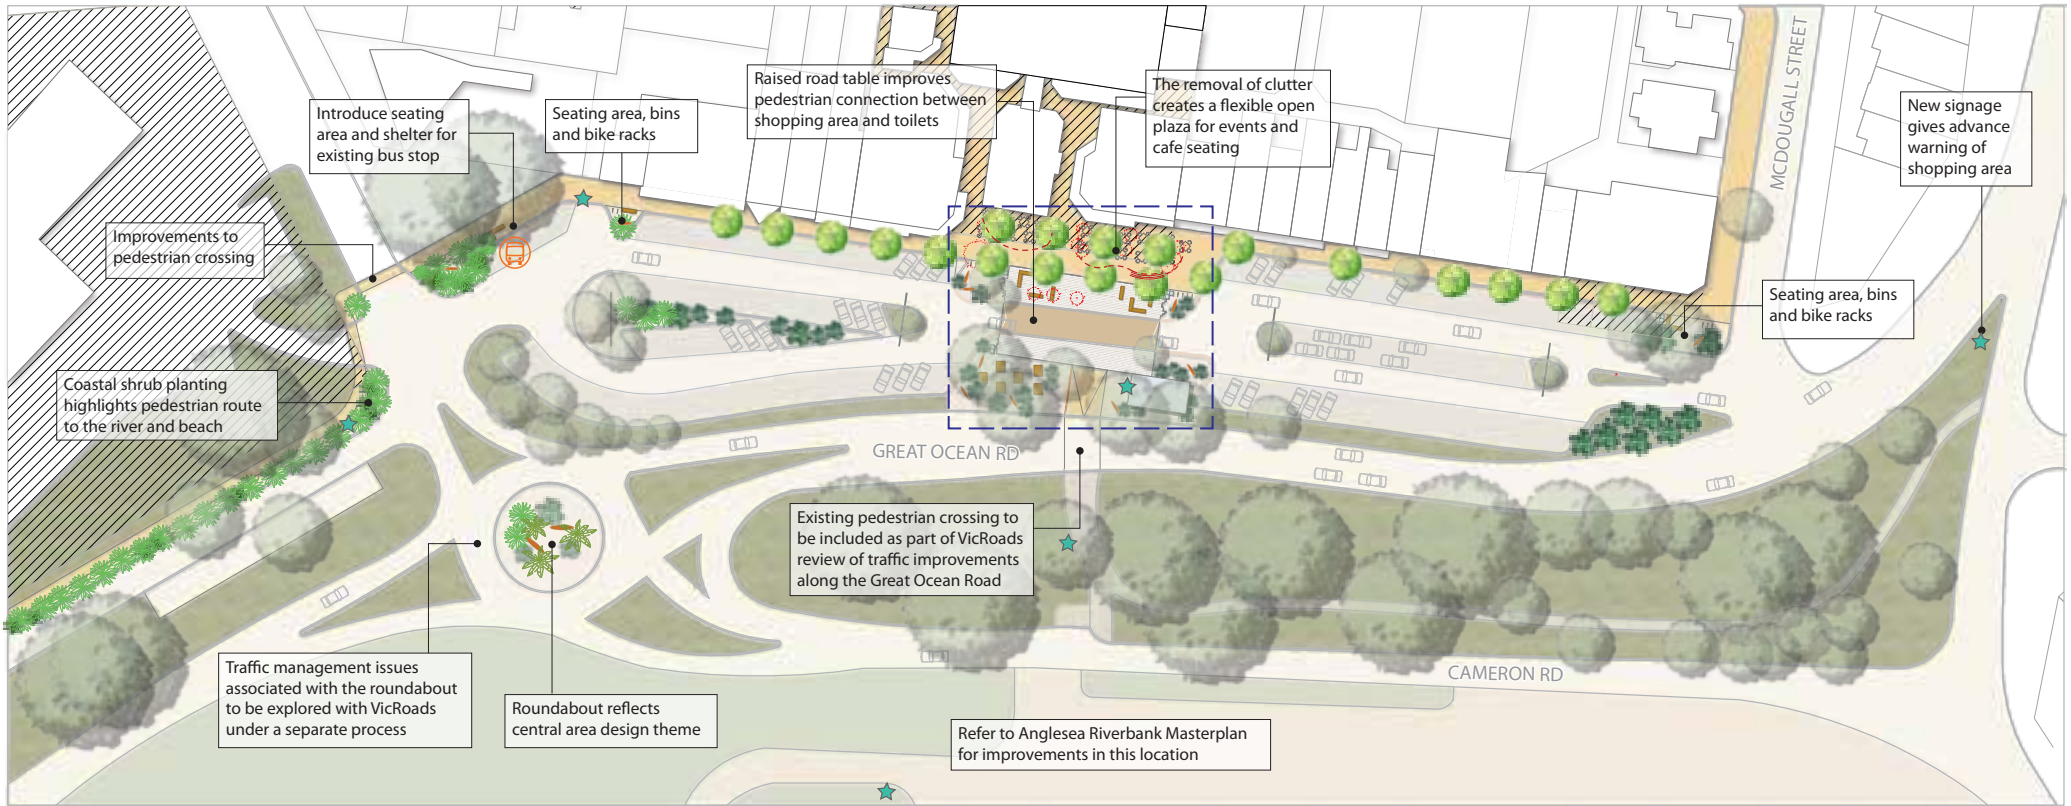 Introduce seating
area and shelter for
existing bus stop
Seating area, bins
and bike racks
Raised road table improves
pedestrian connection between
shopping area and toilets
The removal of clutter
creates a flexible open
plaza for events and
cafe seating
MCDOUGALL STREET
New signage
gives advance
warning of
shopping area
Improvements to
pedestrian crossing
Seating area, bins
and bike racks
Coastal shrub planting
highlights pedestrian route
to the river and beach
GREAT OCEAN RD
Existing pedestrian crossing to
be included as part of VicRoads
review of traffic improvements
along the Great Ocean Road
Traffic management issues
associated with the roundabout
to be explored with VicRoads
under a separate process
Roundabout reflects
central area design theme
CAMERON RD
Refer to Anglesea Riverbank Masterplan
for improvements in this location